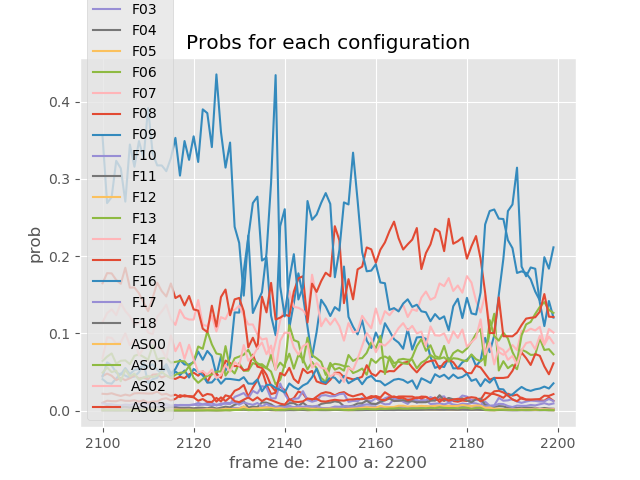 F03
F04
F05
F06
F07
F08
F09
F10
F11
F12
F13
F14
F15
F16
F17
F18
AS00
AS01
AS02
AS03
Probs for each configuration
prob
0.4
0.3
0.2
0.1
0.0
2100
2120
2140
2160
2180
2200
frame de: 2100 a: 2200